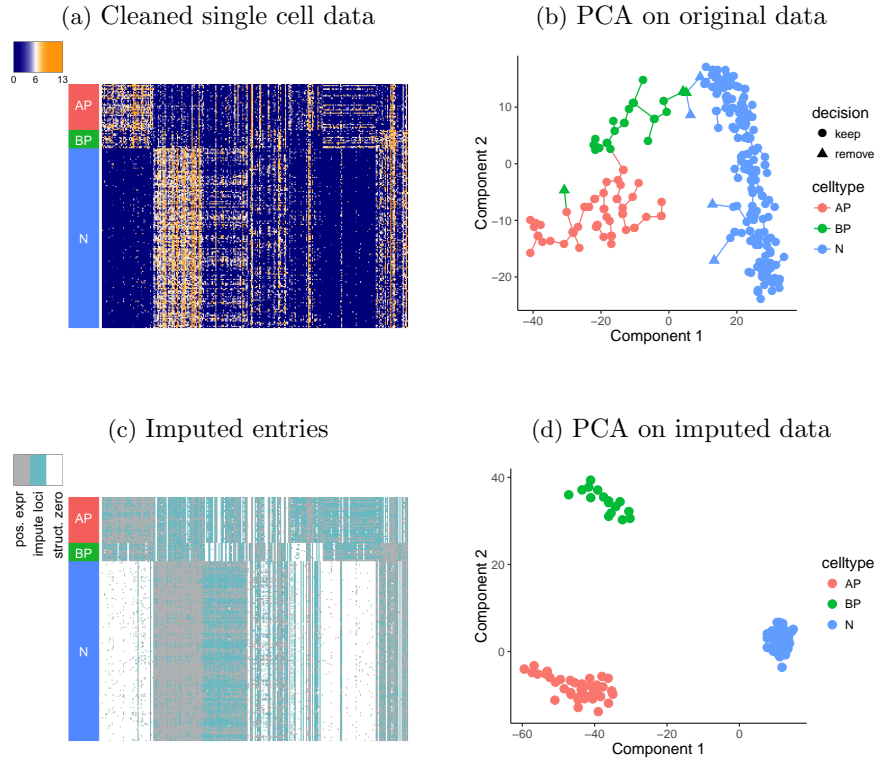 (a) Cleaned single cell data
0 6 13
AP
BP
N
(b) PCA on original data
10
0
−10
−20
Component 2
−40 −20 0 20
Component 1
decision
keep
remove
celltype
AP
BP
N
(c) Imputed entries
pos. expr
impute loci
struct. zero
AP
BP
N
(d) PCA on imputed data
40
20
0
Component 2
−60 −40 −20 0
Component 1
celltype
AP
BP
N